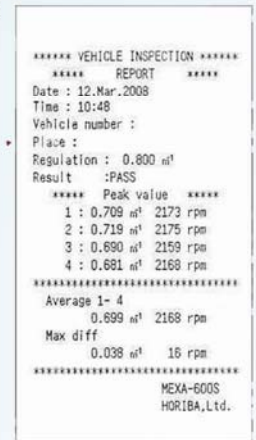 ****** VEHICLE INSPECTION ******
***** REPORT *****
Date : 12.Mar.2008
Time : 10:48
Vehicle number :
Place :
Regulation : 0.800 m⁻¹
Result :PASS
***** Peak value *****
1 : 0.709 m⁻¹ 2173 rpm
2 : 0.719 m⁻¹ 2175 rpm
3 : 0.690 m⁻¹ 2159 rpm
4 : 0.681 m⁻¹ 2168 rpm
********************************
Average 1- 4
0.699 m⁻¹ 2168 rpm
Max diff
0.038 m⁻¹ 16 rpm
********************************
MEXA-600S
HORIBA,Ltd.